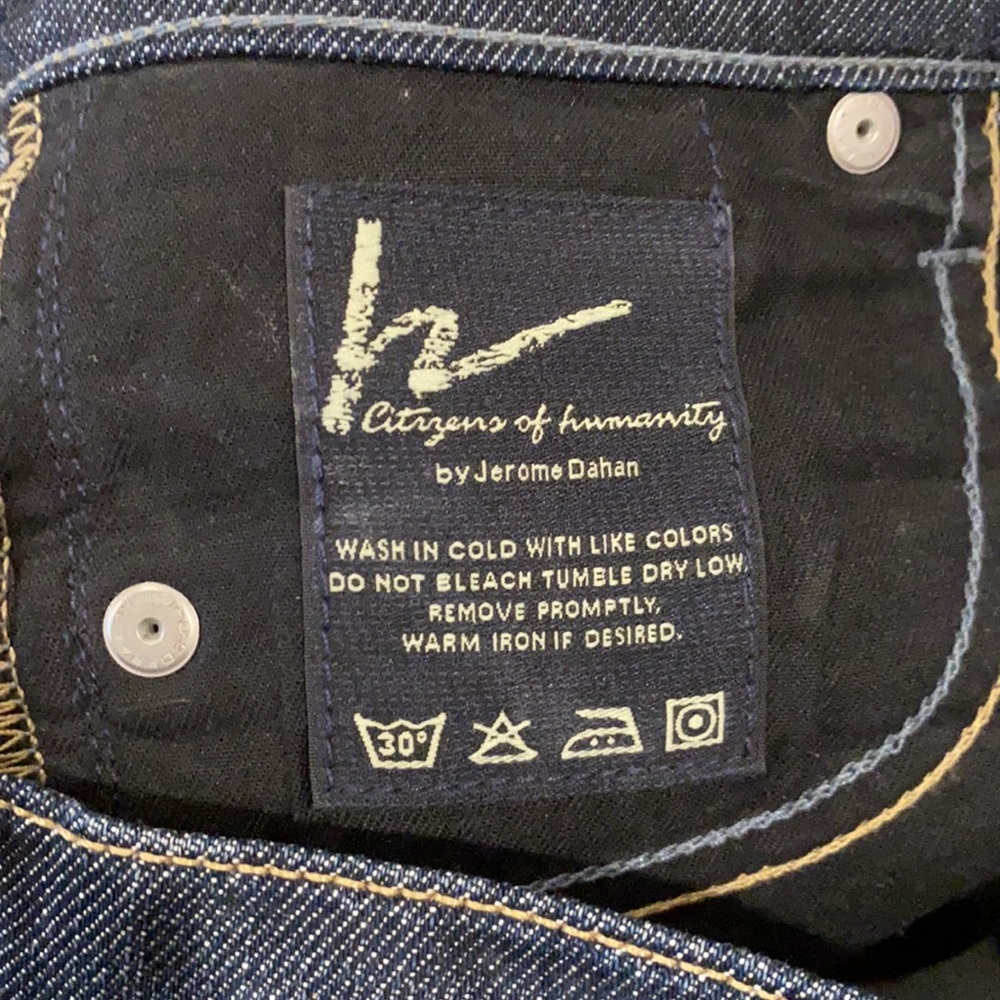 h
Citizens of humanity
by Jerome Dahan
WASH IN COLD WITH LIKE COLORS
DO NOT BLEACH TUMBLE DRY LOW.
REMOVE PROMPTLY.
WARM IRON IF DESIRED.
30°